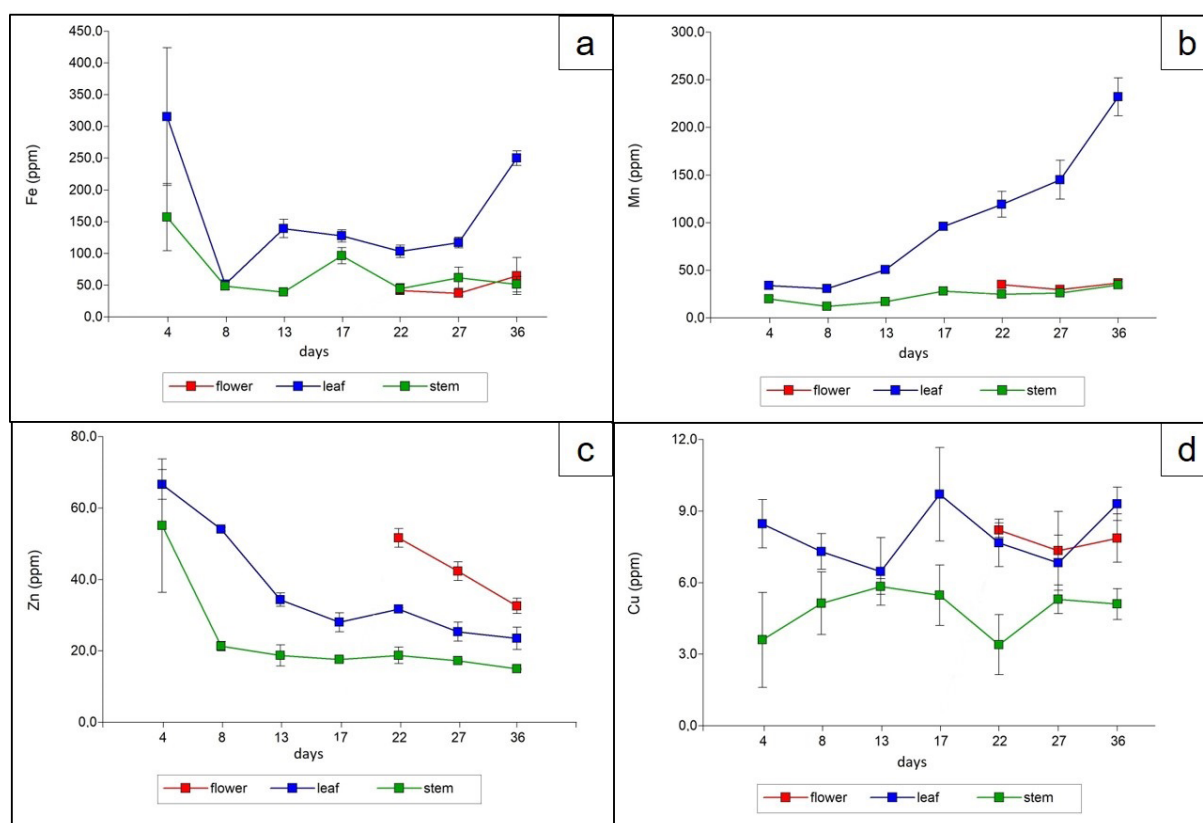 a
450.0
400.0
350.0
300.0
250.0
200.0
150.0
100.0
50.0
0.0
Fe (ppm)
4 8 13 17 22 27 36
days
flower leaf stem
b
300.0
250.0
200.0
150.0
100.0
50.0
0.0
Mn (ppm)
4 8 13 17 22 27 36
days
flower leaf stem
c
80.0
60.0
40.0
20.0
0.0
Zn (ppm)
4 8 13 17 22 27 36
days
flower leaf stem
d
12.0
9.0
6.0
3.0
0.0
Cu (ppm)
4 8 13 17 22 27 36
days
flower leaf stem